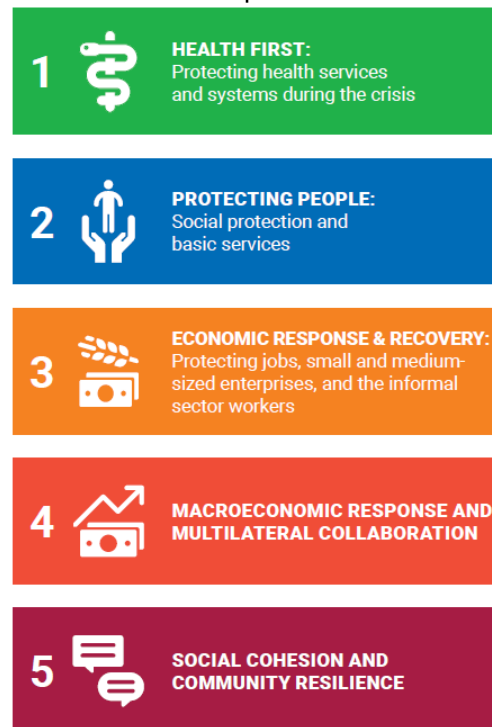 1
HEALTH FIRST:
Protecting health services
and systems during the crisis
2
PROTECTING PEOPLE:
Social protection and
basic services
3
ECONOMIC RESPONSE & RECOVERY:
Protecting jobs, small and medium-
sized enterprises, and the informal
sector workers
4
MACROECONOMIC RESPONSE AND
MULTILATERAL COLLABORATION
5
SOCIAL COHESION AND
COMMUNITY RESILIENCE